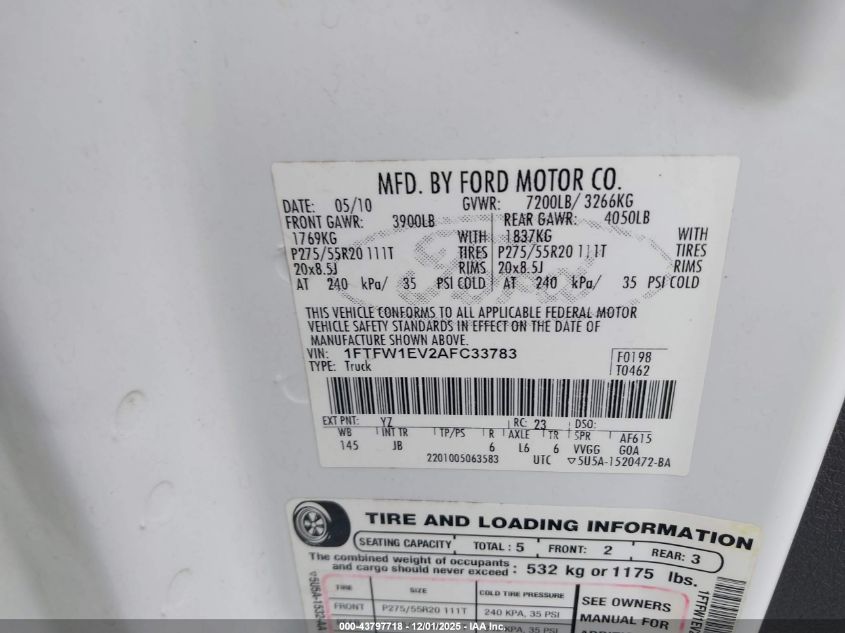 MFD. BY FORD MOTOR CO.
DATE: 05/10 GVWR: 7200LB/ 3266KG
FRONT GAWR: 3900LB REAR GAWR: 4050LB
1769KG WITH 1837KG WITH
P275/55R20 111T TIRES P275/55R20 111T TIRES
20x8.5J RIMS 20x8.5J RIMS
AT 240 kPa/ 35 PSI COLD AT 240 kPa/ 35 PSI COLD
THIS VEHICLE CONFORMS TO ALL APPLICABLE FEDERAL MOTOR
VEHICLE SAFETY STANDARDS IN EFFECT ON THE DATE OF
MANUFACTURE SHOWN ABOVE.
VIN: 1FTFW1EV2AFC33783 F0198
TYPE: Truck T0462
EXT PNT: YZ RC: 23 DSO:
WB INT TR TP/PS R AXLE TR SPR AF615
145 JB 6 L6 6 VVGG G0A
2201005063583 UTC ▽5U5A-1520472-BA
TIRE AND LOADING INFORMATION
SEATING CAPACITY TOTAL: 5 FRONT: 2 REAR: 3
The combined weight of occupants
and cargo should never exceed: 532 kg or 1175 lbs.
TIRE SIZE COLD TIRE PRESSURE
FRONT P275/55R20 111T 240 KPA, 35 PSI
SEE OWNERS
MANUAL FOR
KPA, 35 PSI
000-43797718 - 12/01/2025 - IAA Inc.